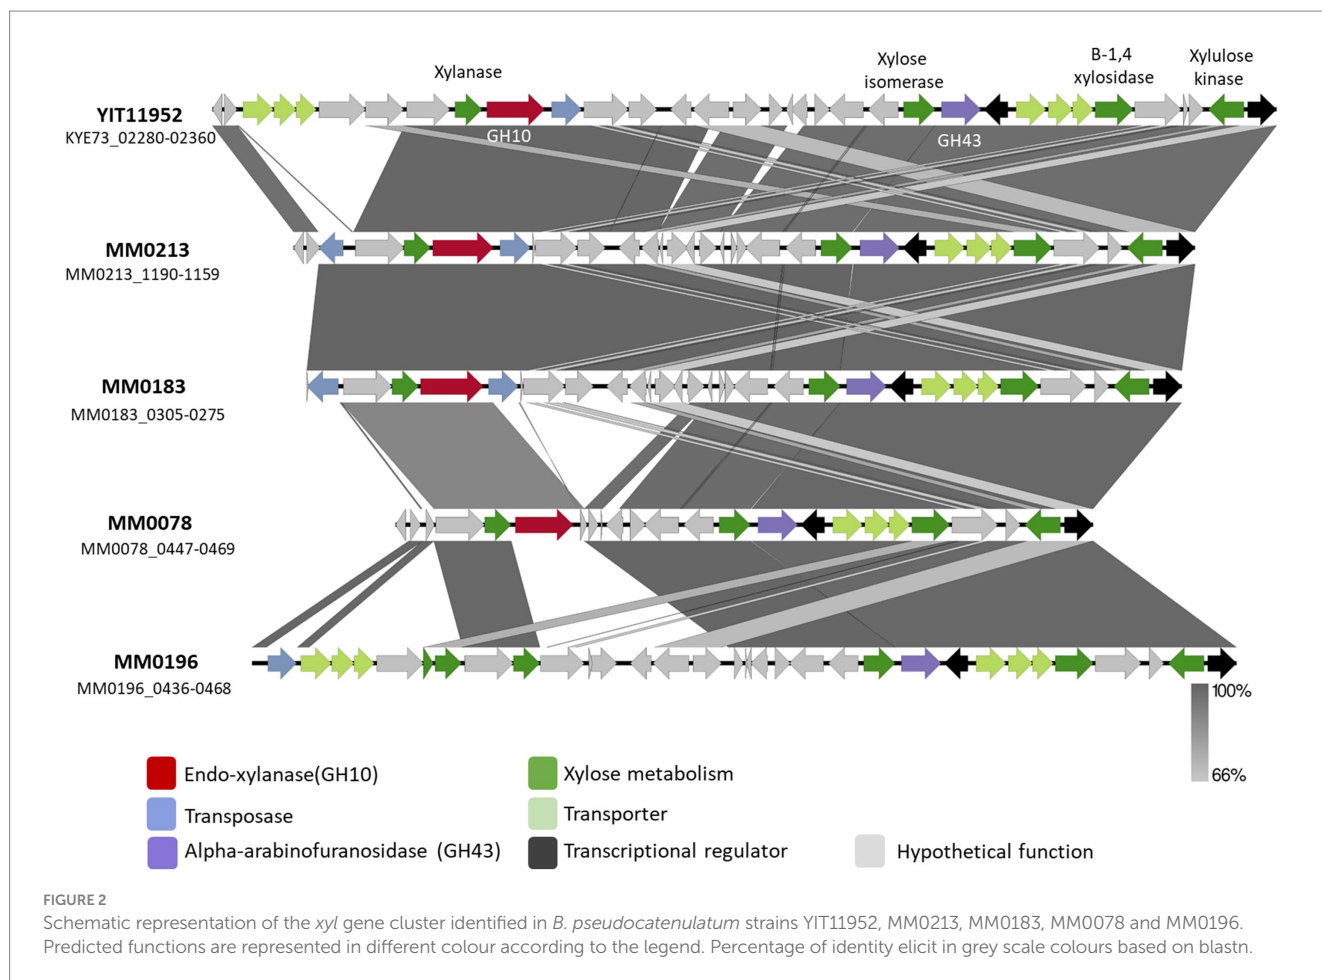 Xylanase
Xylose
isomerase
B-1,4
xylosidase
Xylulose
kinase
YIT11952
KYE73_02280-02360
GH10
GH43
MM0213
MM0213_1190-1159
MM0183
MM0183_0305-0275
MM0078
MM0078_0447-0469
MM0196
MM0196_0436-0468
100%
66%
Endo-xylanase(GH10)
Xylose metabolism
Transposase
Transporter
Alpha-arabinofuranosidase (GH43)
Transcriptional regulator
Hypothetical function
FIGURE 2
Schematic representation of the xyl gene cluster identified in B. pseudocatenulatum strains YIT11952, MM0213, MM0183, MM0078 and MM0196.
Predicted functions are represented in different colour according to the legend. Percentage of identity elicit in grey scale colours based on blastn.